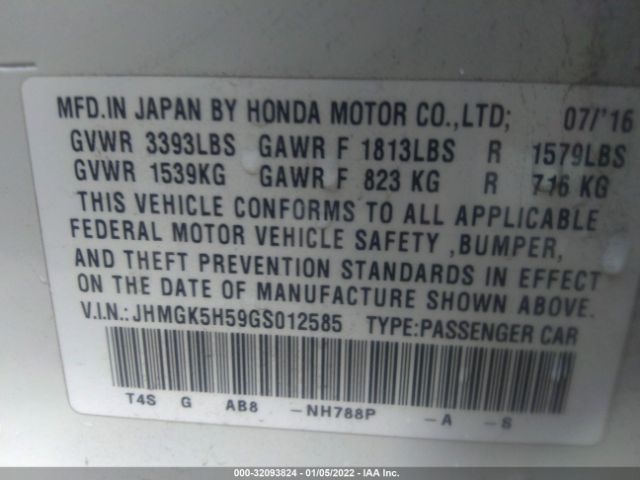 MFD.IN JAPAN BY HONDA MOTOR CO.,LTD; 07/'16
GVWR 3393LBS GAWR F 1813LBS R 1579LBS
GVWR 1539KG GAWR F 823 KG R 716 KG
THIS VEHICLE CONFORMS TO ALL APPLICABLE
FEDERAL MOTOR VEHICLE SAFETY ,BUMPER,
AND THEFT PREVENTION STANDARDS IN EFFECT
ON THE DATE OF MANUFACTURE SHOWN ABOVE.
V.I.N.: JHMGK5H59GS012585 TYPE:PASSENGER CAR
T4S G AB8 -NH788P -A -S
000-32093824 - 01/05/2022 - IAA Inc.